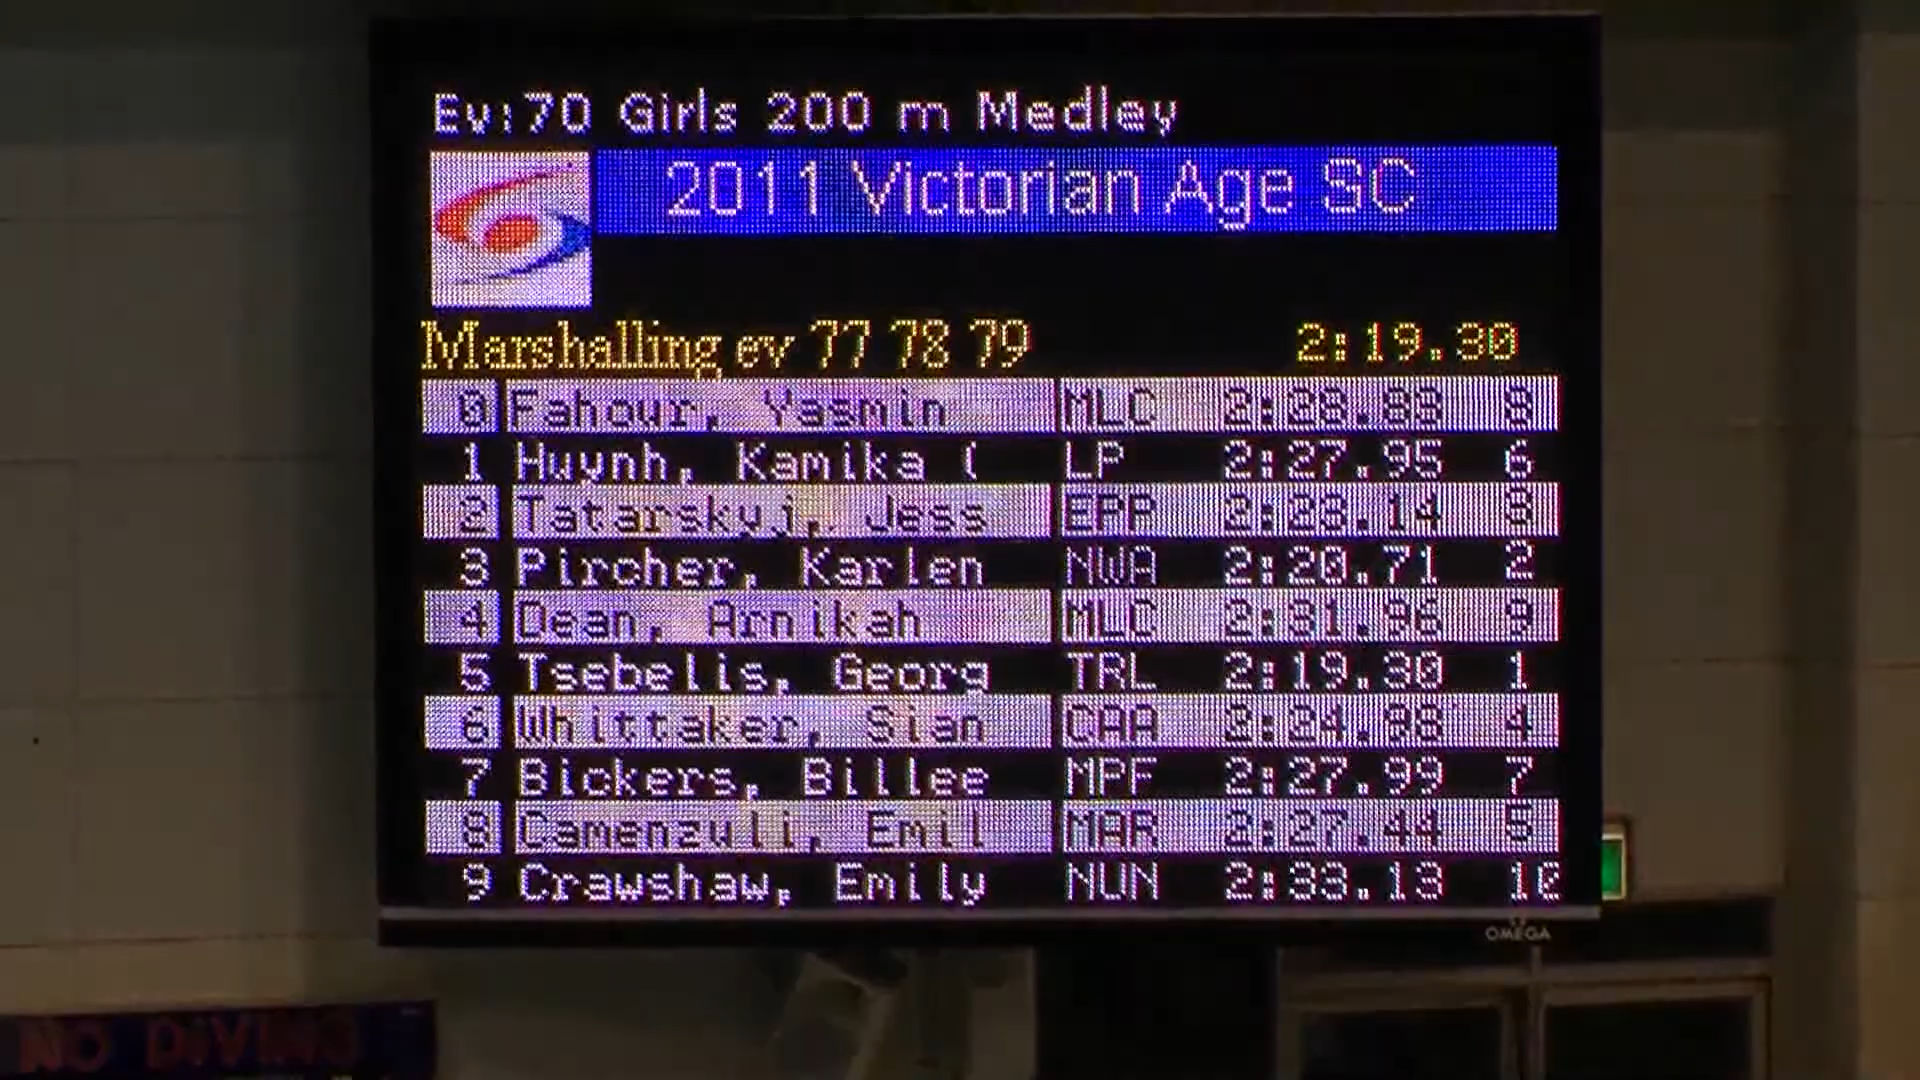 Ev:70 Girls 200 m Medley
2011 Victorian Age SC
Marshalling ev 77 78 79 2:19.30
0 Fahour, Yasmin MLC 2:28.83 8
1 Huynh, Kamika ( LP 2:27.95 6
2 Tatarskyj, Jess EPP 2:23.14 3
3 Pircher, Karlen NWA 2:20.71 2
4 Dean, Arnikah MLC 2:31.96 9
5 Tsebelis, Georg TRL 2:19.30 1
6 Whittaker, Sian CAA 2:24.98 4
7 Bickers, Billee MPF 2:27.99 7
8 Camenzuli, Emil MAR 2:27.44 5
9 Crawshaw, Emily NUN 2:33.13 10
OMEGA
NO DIVING